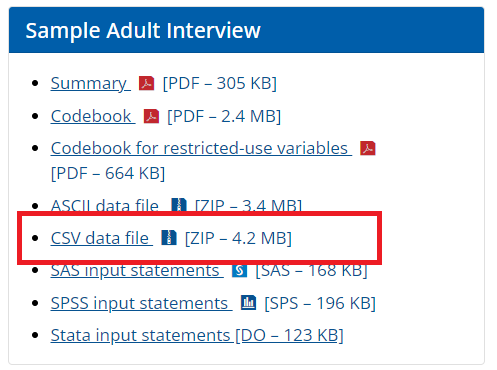 Sample Adult Interview
Summary [PDF – 305 KB]
Codebook [PDF – 2.4 MB]
Codebook for restricted-use variables
[PDF – 664 KB]
ASCII data file [ZIP – 3.4 MB]
CSV data file [ZIP – 4.2 MB]
SAS input statements [SAS – 168 KB]
SPSS input statements [SPS – 196 KB]
Stata input statements [DO – 123 KB]